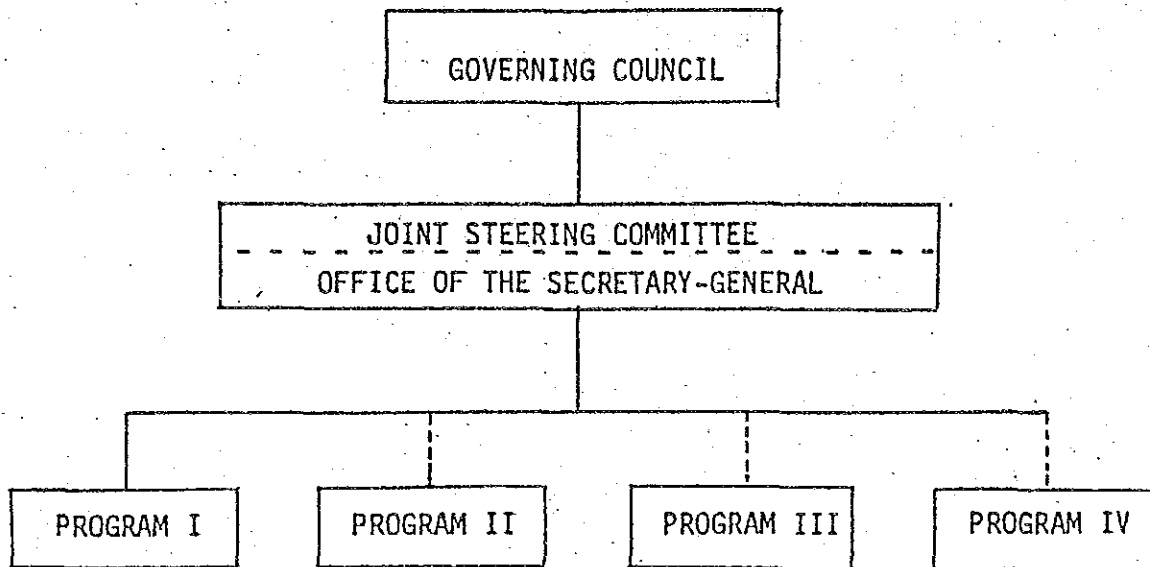 GOVERNING COUNCIL
JOINT STEERING COMMITTEE
OFFICE OF THE SECRETARY-GENERAL
PROGRAM I
PROGRAM II
PROGRAM III
PROGRAM IV